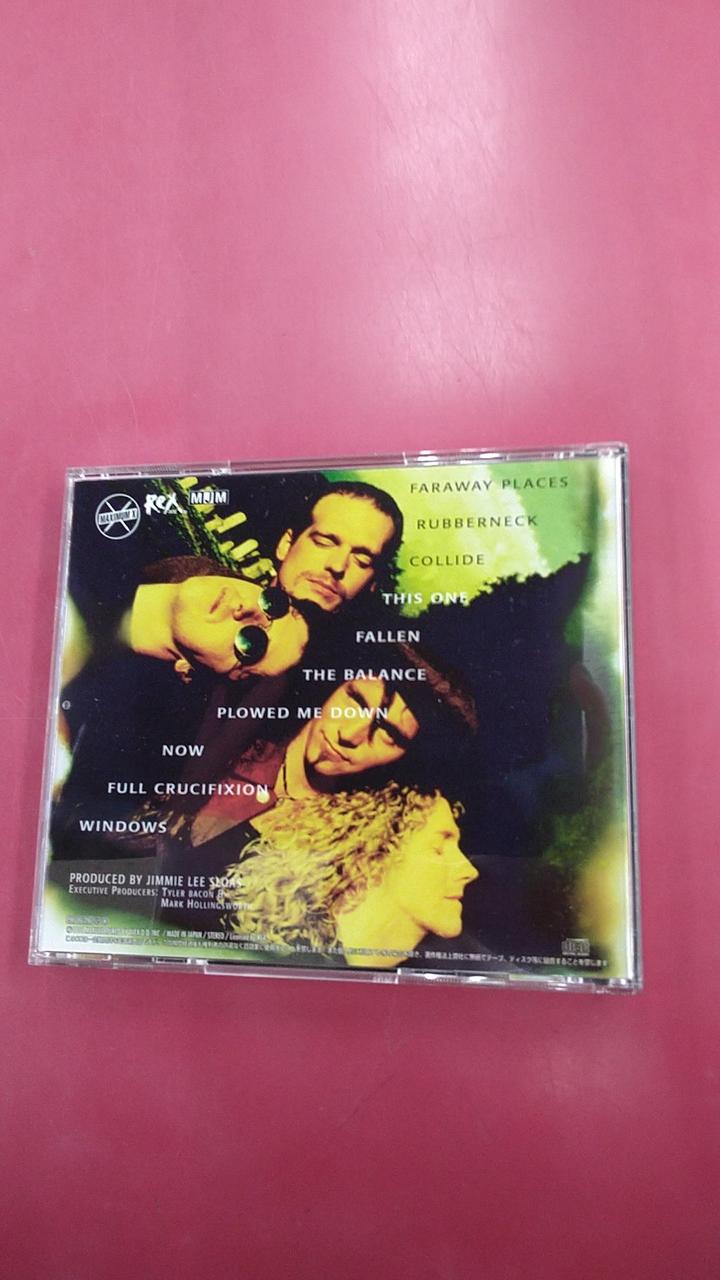 MAXIMUM X
ReX
MJM
FARAWAY PLACES
RUBBERNECK
COLLIDE
THIS ONE
FALLEN
THE BALANCE
PLOWED ME DOWN
NOW
FULL CRUCIFIXION
WINDOWS
PRODUCED BY JIMMIE LEE SLOAS
EXECUTIVE PRODUCERS: TYLER BACON &
MARK HOLLINGSWORTH
/ MADE IN JAPAN / STEREO /